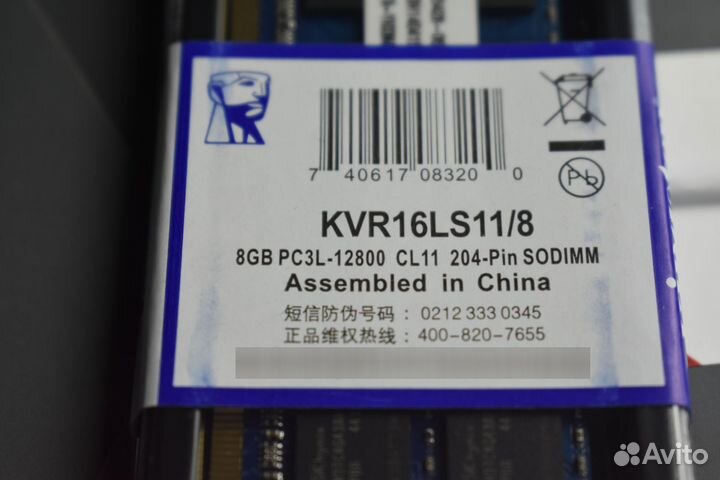 7 40617 08320 0
Pb
KVR16LS11/8
8GB PC3L-12800 CL11 204-Pin SODIMM
Assembled in China
短信防伪号码：0212 333 0345
正品维权热线：400-820-7655
Avito